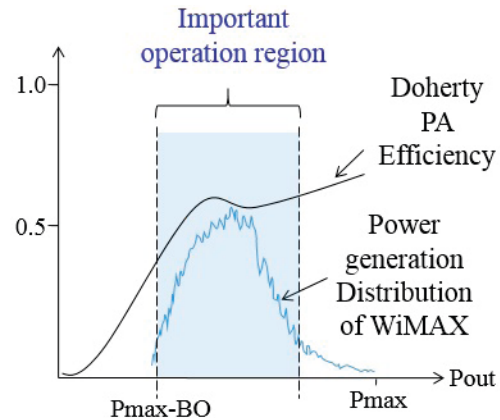 Important
operation region
1.0
Doherty
PA
Efficiency
0.5
Power
generation
Distribution
of WiMAX
Pout
Pmax-BO
Pmax